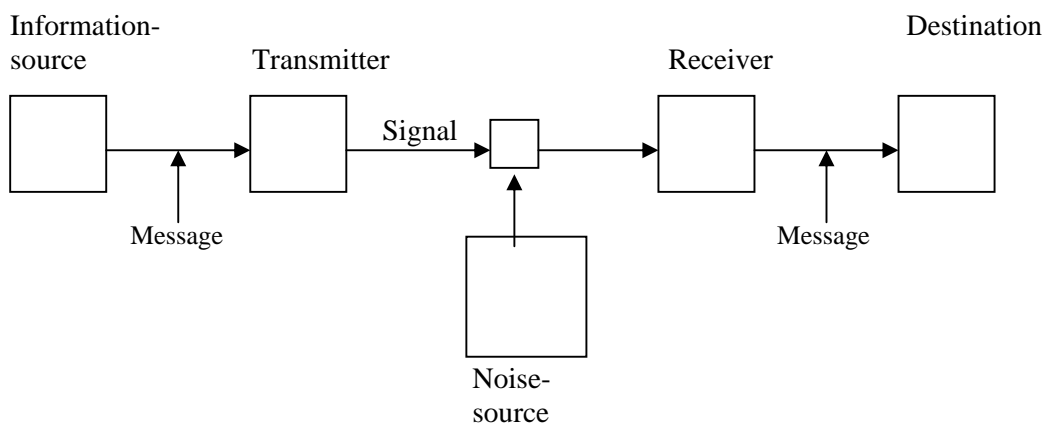 Information-
source
Destination
Transmitter
Receiver
Signal
Message
Message
Noise-
source